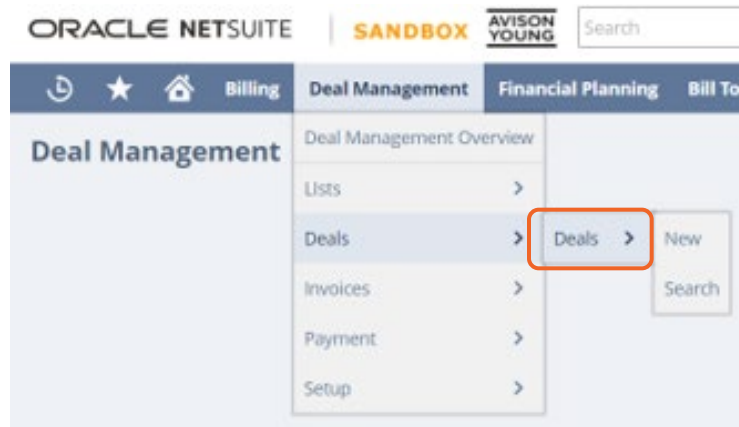 ORACLE NETSUITE SANDBOX AVISON YOUNG Search
Billing Deal Management Financial Planning Bill To
Deal Management
Deal Management Overview
Lists
Deals Deals New
Invoices Search
Payment
Setup